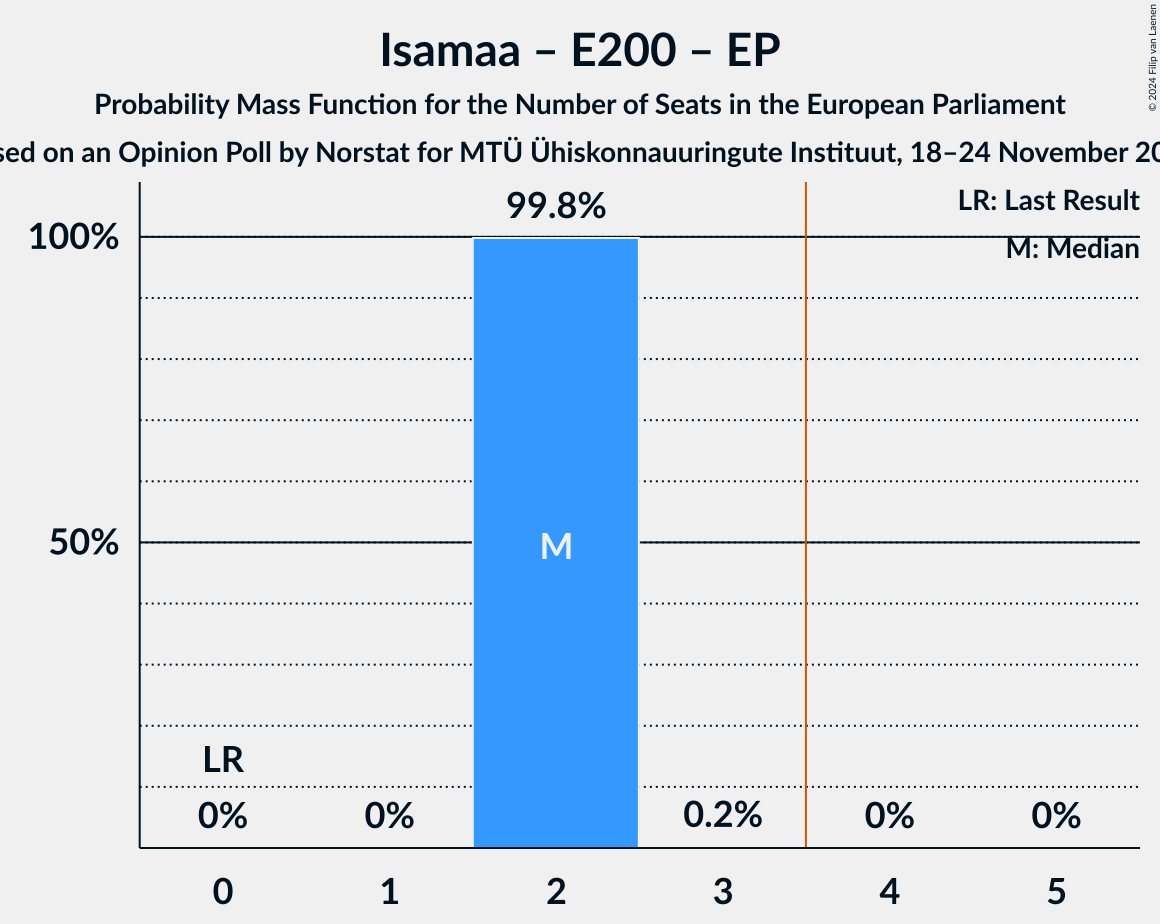 © 2024 Filip van Laenen
Isamaa – E200 – EP
Probability Mass Function for the Number of Seats in the European Parliament
on an Opinion Poll by Norstat for MTÜ Ühiskonnauuringute Instituut, 18–24 November
99.8%
LR: Last Result
100%
M: Median
50%
M
LR
0% 0% 0.2% 0% 0%
0 1 2 3 4 5